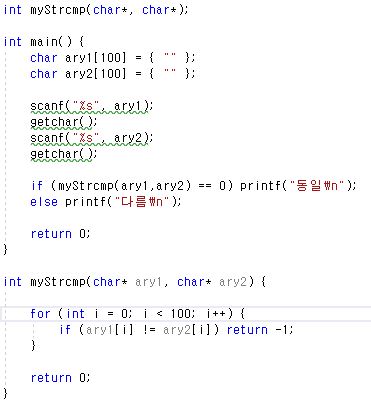 int myStrcmp(char*, char*);
int main() {
char ary1[100] = { "" };
char ary2[100] = { "" };
scanf("%s", ary1);
getchar();
scanf("%s", ary2);
getchar();
if (myStrcmp(ary1,ary2) == 0) printf("동일₩n");
else printf("다름₩n");
return 0;
}
int myStrcmp(char* ary1, char* ary2) {
for (int i = 0; i < 100; i++) {
if (ary1[i] != ary2[i]) return -1;
}
return 0;
}